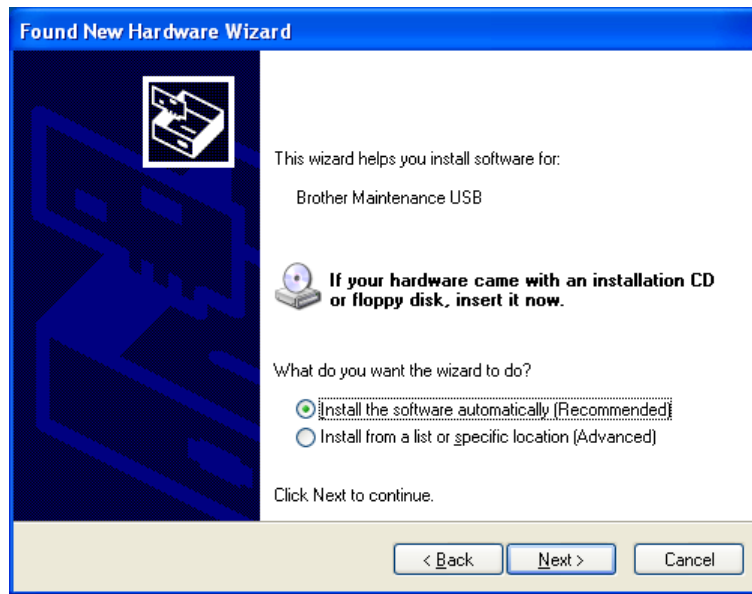 Found New Hardware Wizard
This wizard helps you install software for:
Brother Maintenance USB
If your hardware came with an installation CD
or floppy disk, insert it now.
What do you want the wizard to do?
Install the software automatically (Recommended)
Install from a list or specific location (Advanced)
Click Next to continue.
< Back Next > Cancel